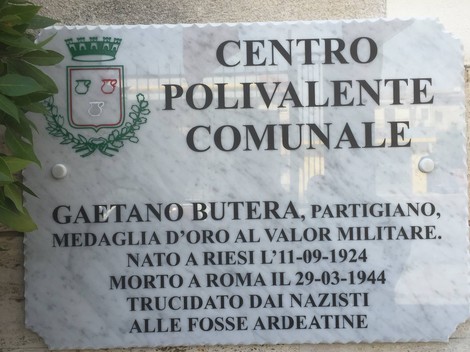 CENTRO
POLIVALENTE
COMUNALE
GAETANO BUTERA, PARTIGIANO,
MEDAGLIA D'ORO AL VALOR MILITARE.
NATO A RIESI L'11-09-1924
MORTO A ROMA IL 29-03-1944
TRUCIDATO DAI NAZISTI
ALLE FOSSE ARDEATINE